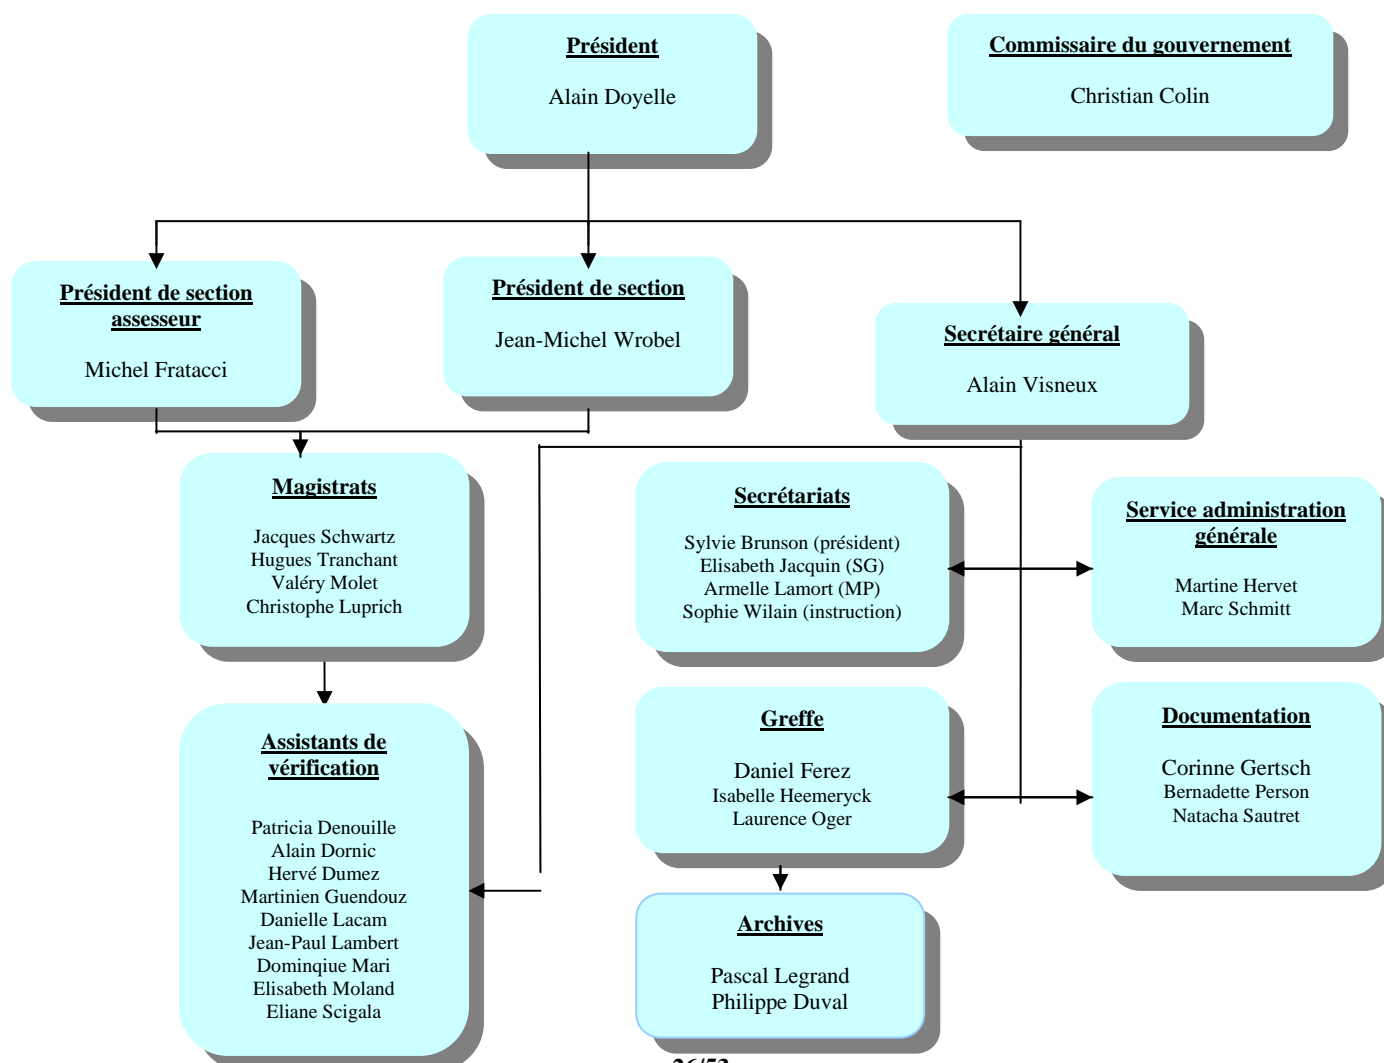 Président
Alain Doyelle
Commissaire du gouvernement
Christian Colin
Président de section
assesseur
Michel Fratacci
Président de section
Jean-Michel Wrobel
Secrétaire général
Alain Visneux
Magistrats
Jacques Schwartz
Hugues Tranchant
Valéry Molet
Christophe Luprich
Secrétariats
Sylvie Brunson (président)
Elisabeth Jacquin (SG)
Armelle Lamort (MP)
Sophie Wilain (instruction)
Service administration
générale
Martine Hervet
Marc Schmitt
Assistants de
vérification
Patricia Denouille
Alain Dornic
Hervé Dumez
Martinien Guendouz
Danielle Lacam
Jean-Paul Lambert
Dominqiue Mari
Elisabeth Moland
Eliane Scigala
Greffe
Daniel Ferez
Isabelle Heemeryck
Laurence Oger
Documentation
Corinne Gertsch
Bernadette Person
Natacha Sautret
Archives
Pascal Legrand
Philippe Duval
26/53